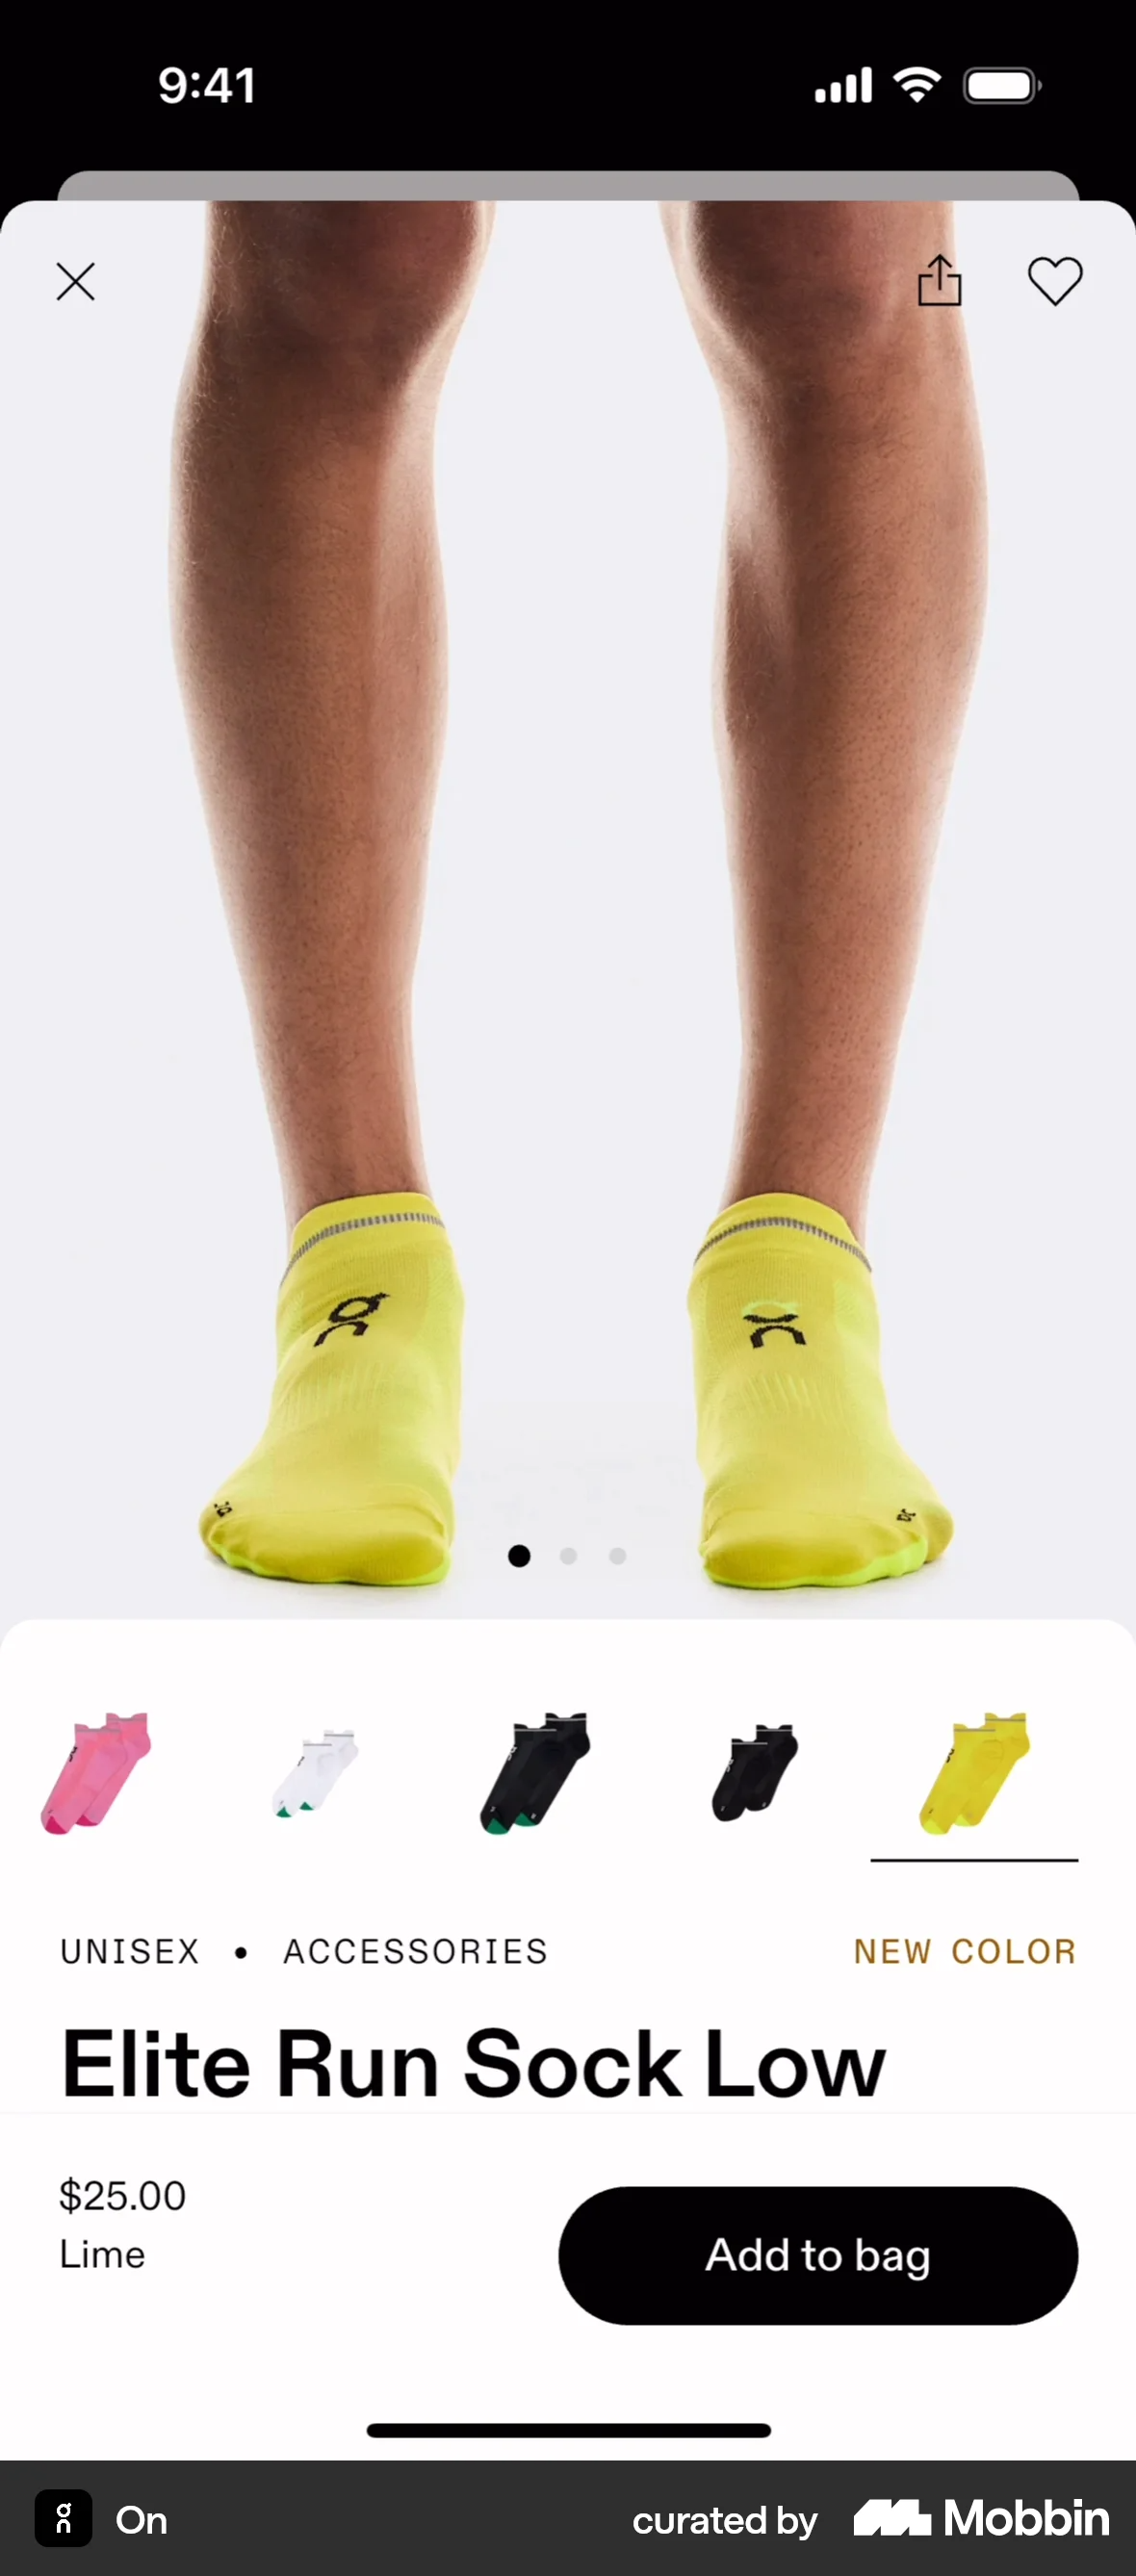 9:41
UNISEX • ACCESSORIES
NEW COLOR
Elite Run Sock Low
$25.00
Lime
Add to bag
On
curated by Mobbin